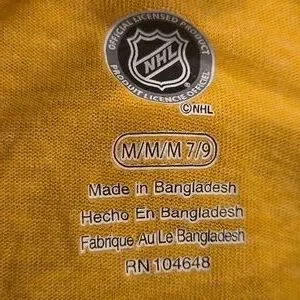 OFFICIAL LICENSED PRODUCT
NHL
PRODUIT LICENCIÉ OFFICIEL
©NHL
M/M/M 7/9
Made in Bangladesh
Hecho En Bangladesh
Fabrique Au Le Bangladesh
RN 104648